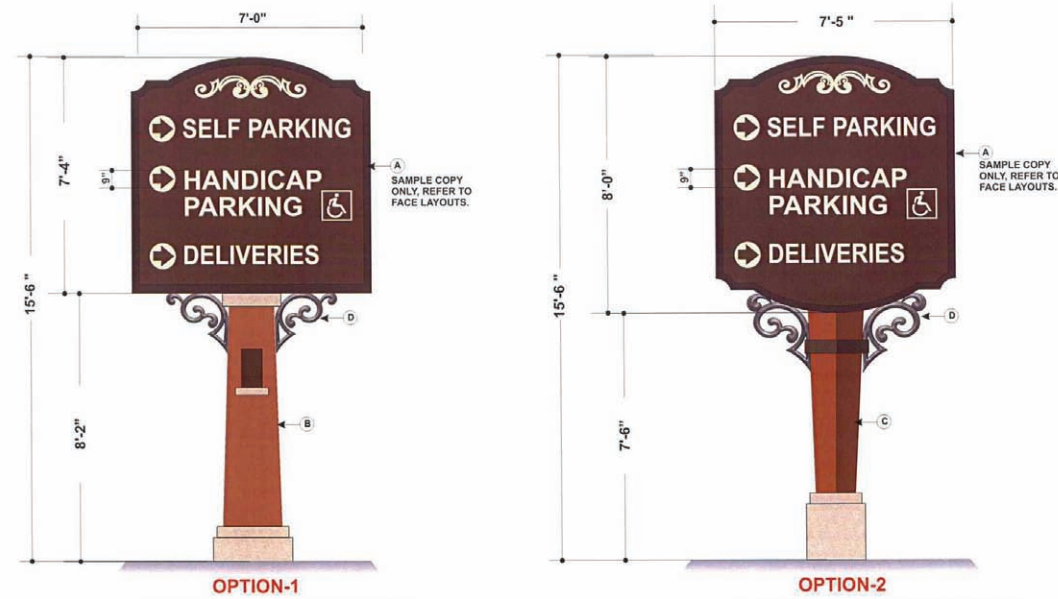 7'-0"
15'-6 "
7'-4"
9"
SELF PARKING
HANDICAP
PARKING
DELIVERIES
A
SAMPLE COPY
ONLY, REFER TO
FACE LAYOUTS.
D
8'-2"
B
OPTION-1
7'-5 "
15'-6 "
8'-0"
9"
SELF PARKING
HANDICAP
PARKING
DELIVERIES
A
SAMPLE COPY
ONLY, REFER TO
FACE LAYOUTS.
D
7'-6"
C
OPTION-2